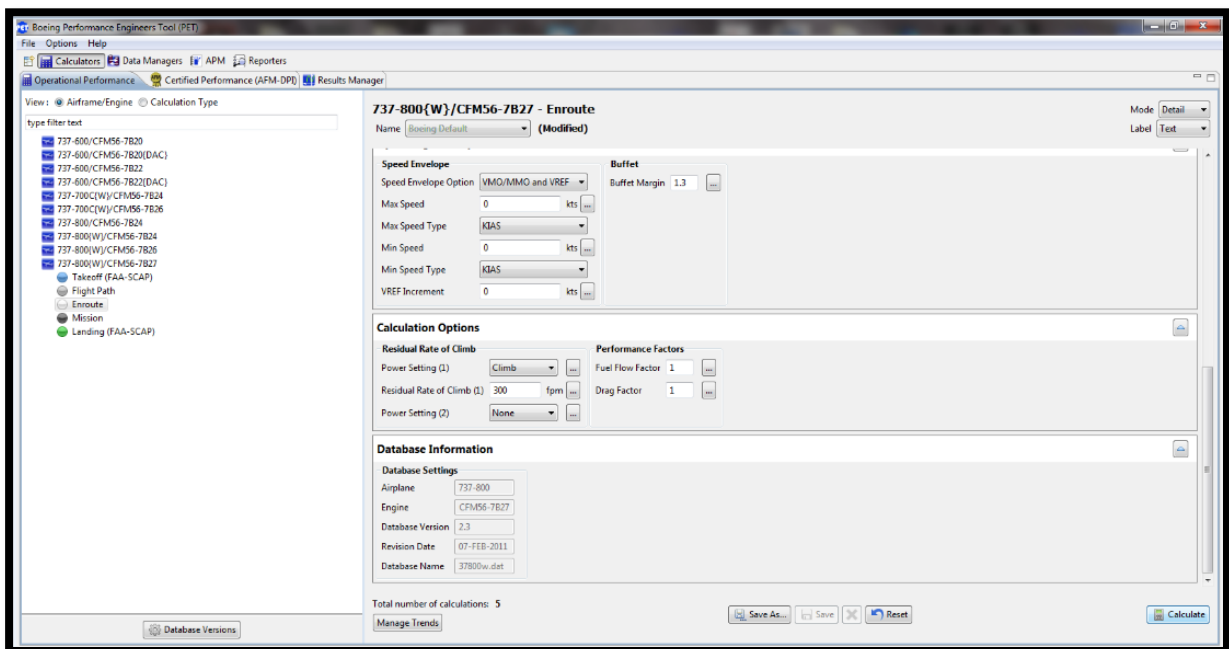 Boeing Performance Engineers Tool (PET)
File Options Help
Calculators Data Managers APM Reporters
Operational Performance Certified Performance (AFM-DPI) Results Manager
View: Airframe/Engine Calculation Type
type filter text
737-600/CFM56-7B20
737-600/CFM56-7B20{DAC}
737-600/CFM56-7B22
737-600/CFM56-7B22{DAC}
737-700C{W}/CFM56-7B24
737-700C{W}/CFM56-7B26
737-800/CFM56-7B24
737-800{W}/CFM56-7B24
737-800{W}/CFM56-7B26
737-800{W}/CFM56-7B27
Takeoff (FAA-SCAP)
Flight Path
Enroute
Mission
Landing (FAA-SCAP)
Database Versions
737-800{W}/CFM56-7B27 - Enroute
Mode Detail
Name Boeing Default (Modified)
Label Text
Speed Envelope Buffet
Speed Envelope Option VMO/MMO and VREF Buffet Margin 1.3 ...
Max Speed 0 kts ...
Max Speed Type KIAS
Min Speed 0 kts ...
Min Speed Type KIAS
VREF Increment 0 kts ...
Calculation Options
Residual Rate of Climb Performance Factors
Power Setting (1) Climb ... Fuel Flow Factor 1 ...
Residual Rate of Climb (1) 300 fpm ... Drag Factor 1 ...
Power Setting (2) None ...
Database Information
Database Settings
Airplane 737-800
Engine CFM56-7B27
Database Version 2.3
Revision Date 07-FEB-2011
Database Name 37800w.dat
Total number of calculations: 5
Manage Trends Save As... Save Reset Calculate